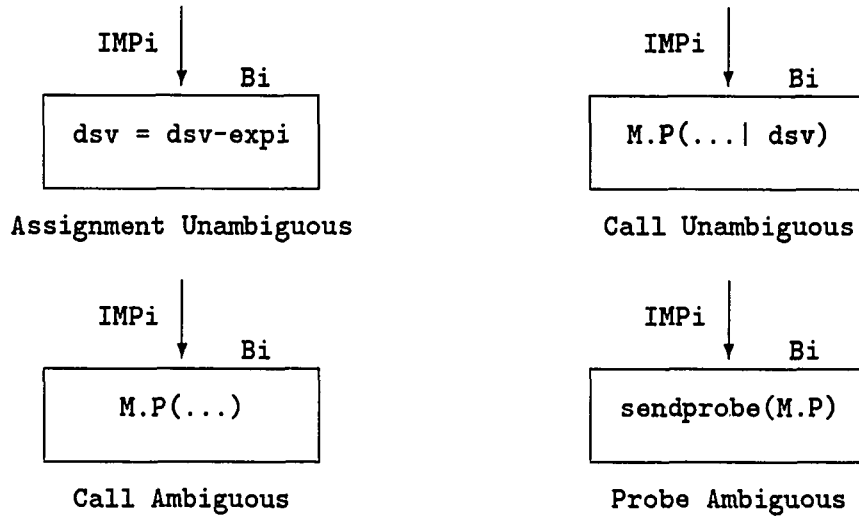 IMPi
IMPi
Bi
Bi
dsv = dsv-expi
M.P(...| dsv)
Assignment Unambiguous
Call Unambiguous
IMPi
IMPi
Bi
Bi
M.P(...)
sendprobe(M.P)
Call Ambiguous
Probe Ambiguous